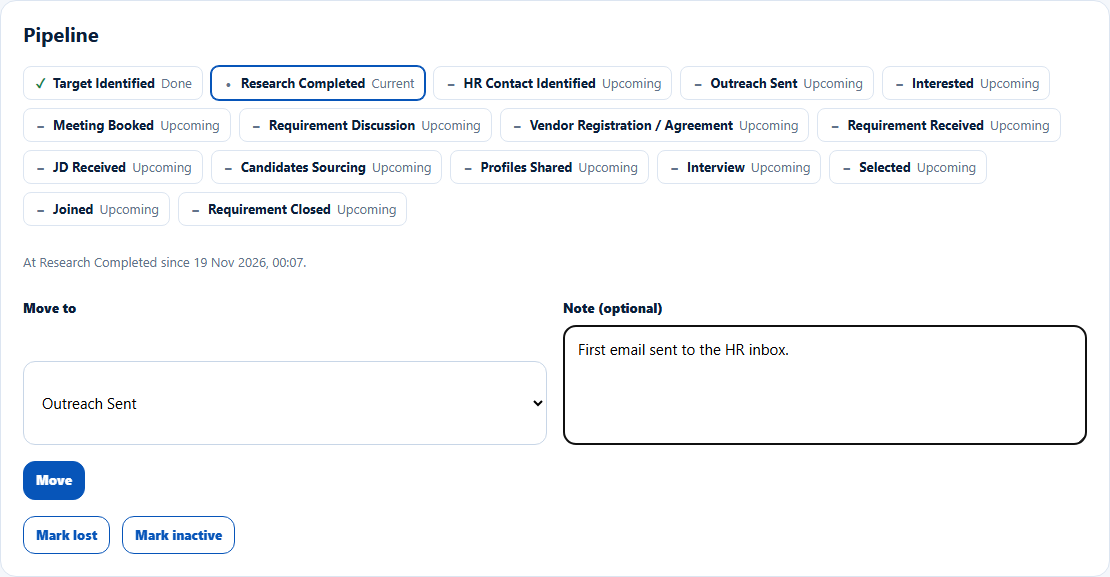 Pipeline
✓ Target Identified Done • Research Completed Current – HR Contact Identified Upcoming – Outreach Sent Upcoming – Interested Upcoming
– Meeting Booked Upcoming – Requirement Discussion Upcoming – Vendor Registration / Agreement Upcoming – Requirement Received Upcoming
– JD Received Upcoming – Candidates Sourcing Upcoming – Profiles Shared Upcoming – Interview Upcoming – Selected Upcoming
– Joined Upcoming – Requirement Closed Upcoming
At Research Completed since 19 Nov 2026, 00:07.
Move to
Outreach Sent
Note (optional)
First email sent to the HR inbox.
Move
Mark lost Mark inactive